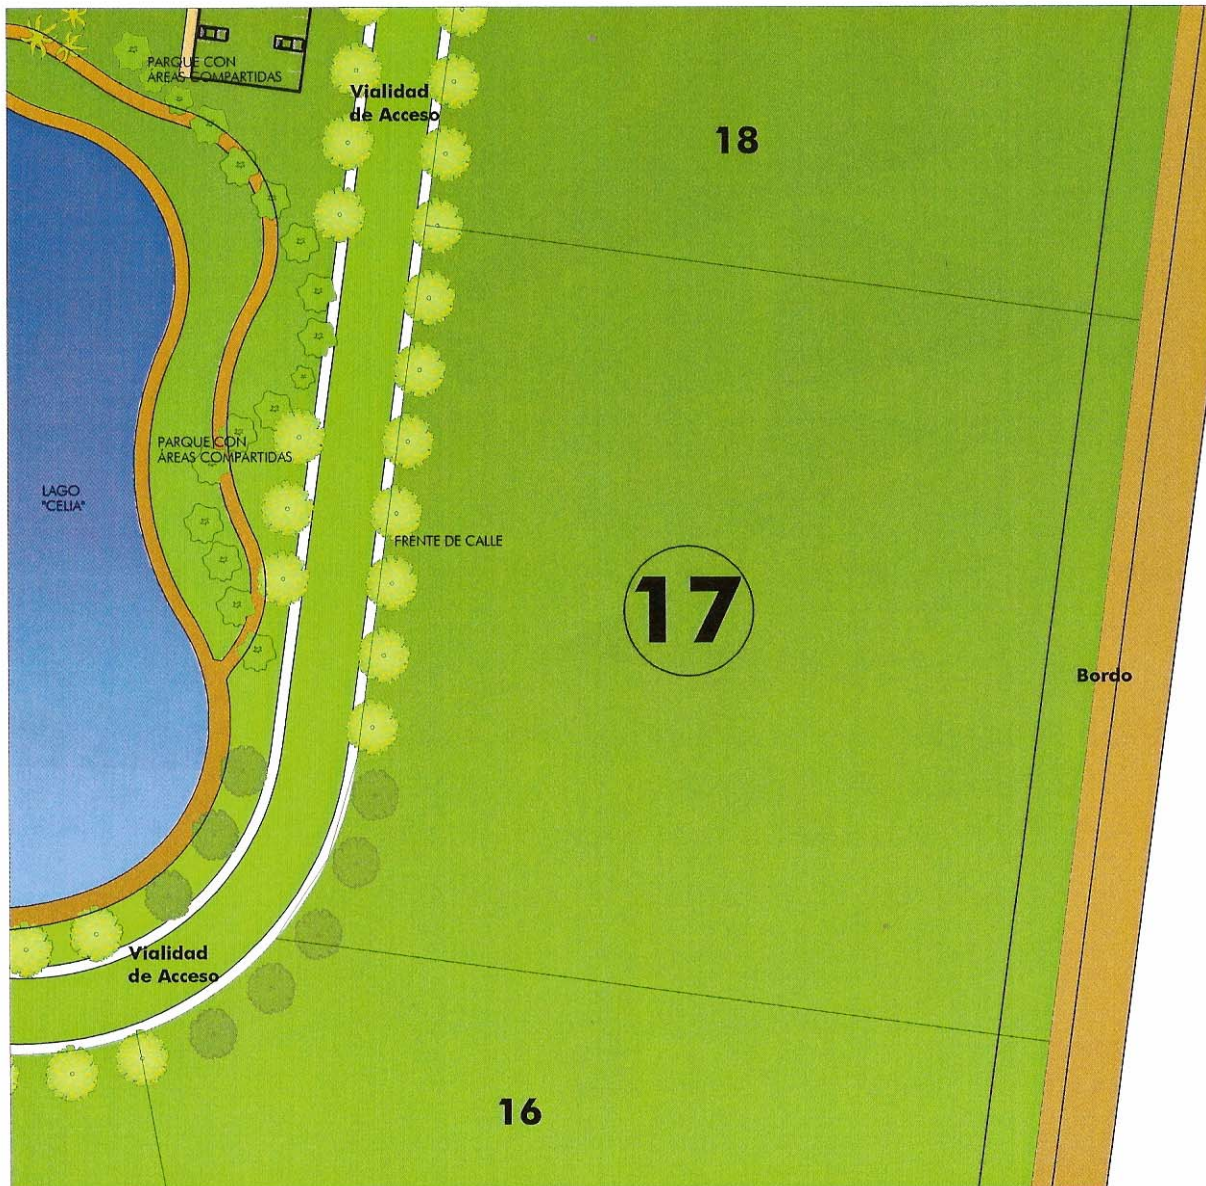 PARQUE CON
ÁREAS COMPARTIDAS
Vialidad
de Acceso
18
PARQUE CON
ÁREAS COMPARTIDAS
LAGO
"CELIA"
FRENTE DE CALLE
17
Bordo
Vialidad
de Acceso
16